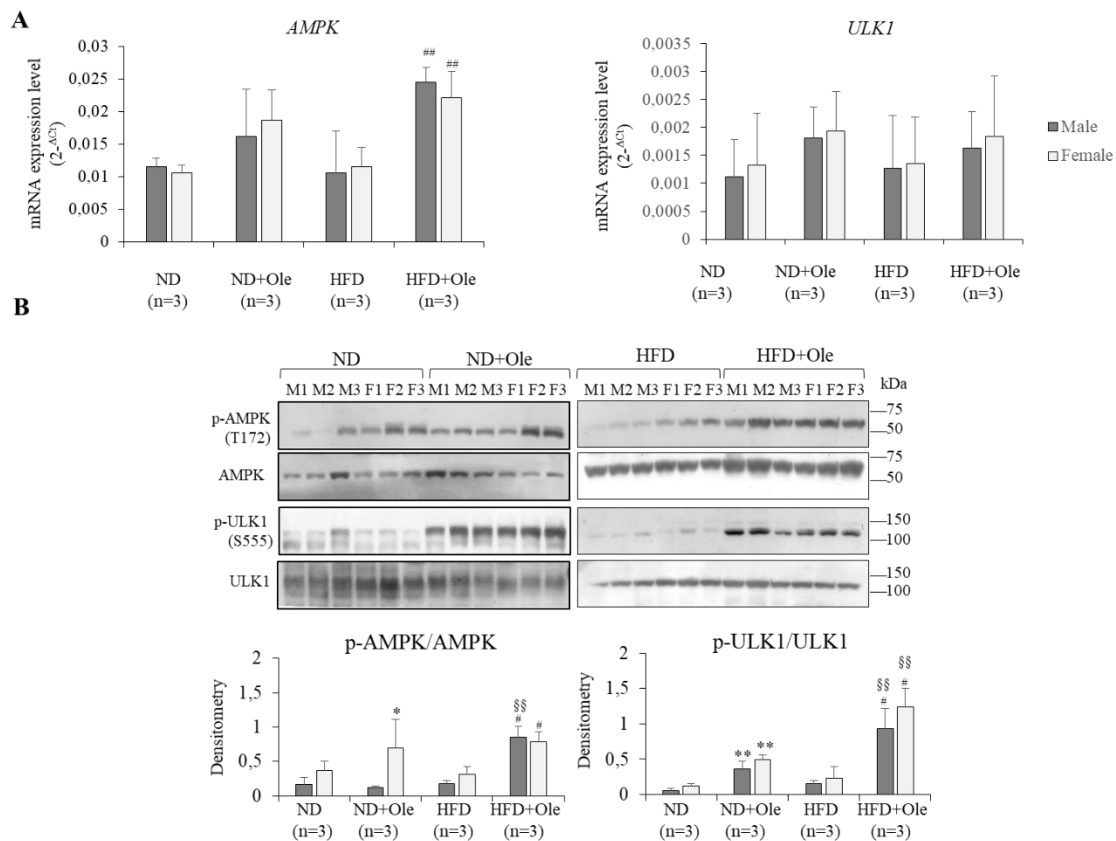 A
AMPK
mRNA expression level
(2-ΔCt)
0,03
0,025
0,02
0,015
0,01
0,005
0
##
##
ND
(n=3)
ND+Ole
(n=3)
HFD
(n=3)
HFD+Ole
(n=3)
ULK1
mRNA expression level
(2-ΔCt)
0,0035
0,003
0,0025
0,002
0,0015
0,001
0,0005
0
ND
(n=3)
ND+Ole
(n=3)
HFD
(n=3)
HFD+Ole
(n=3)
Male
Female
B
ND ND+Ole HFD HFD+Ole
M1 M2 M3 F1 F2 F3 M1 M2 M3 F1 F2 F3 M1 M2 M3 F1 F2 F3 M1 M2 M3 F1 F2 F3 kDa
p-AMPK
(T172)
75
50
AMPK
75
50
p-ULK1
(S555)
150
100
ULK1
150
100
p-AMPK/AMPK
Densitometry
2
1,5
1
0,5
0
*
§§
#
#
ND
(n=3)
ND+Ole
(n=3)
HFD
(n=3)
HFD+Ole
(n=3)
p-ULK1/ULK1
Densitometry
2
1,5
1
0,5
0
**
**
§§
#
§§
#
ND
(n=3)
ND+Ole
(n=3)
HFD
(n=3)
HFD+Ole
(n=3)